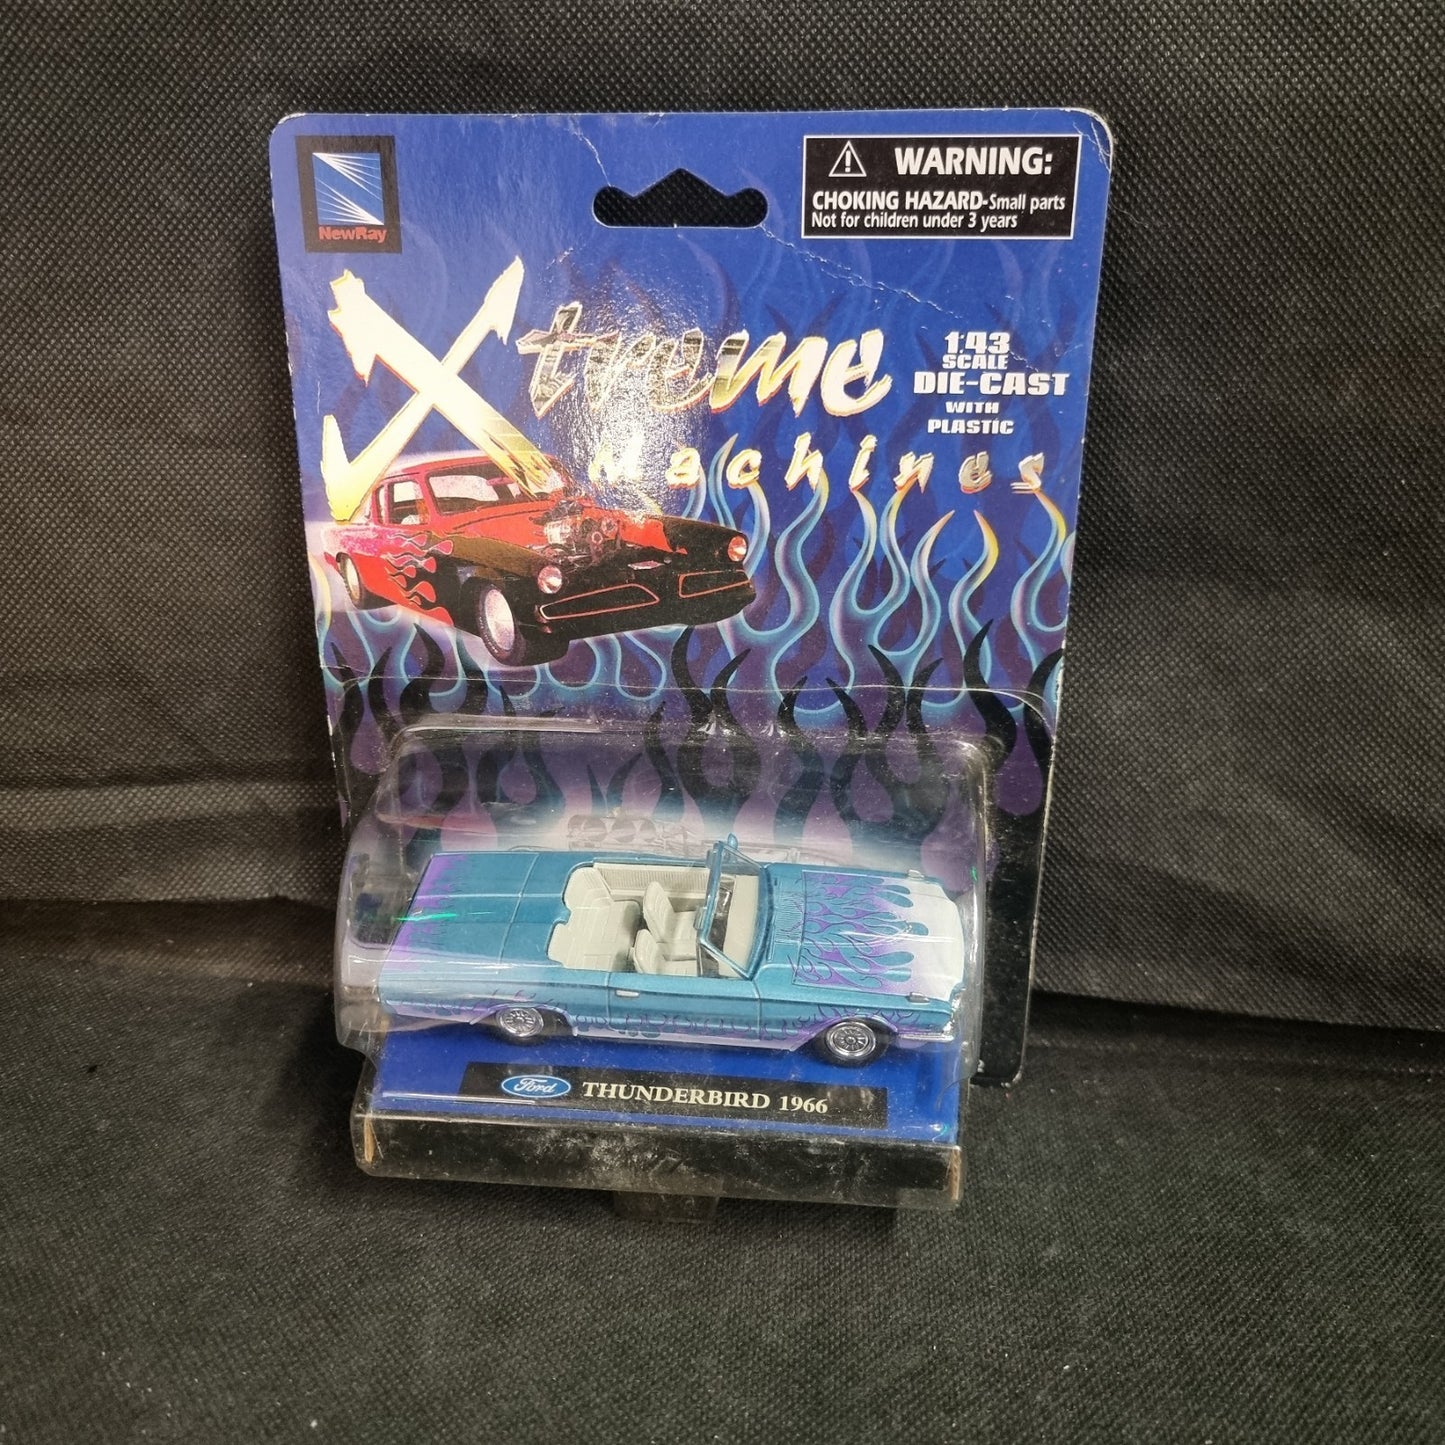 NewRay
WARNING:
CHOKING HAZARD-Small parts
Not for children under 3 years
Xtreme
Machines
1:43
SCALE
DIE-CAST
WITH
PLASTIC
Ford THUNDERBIRD 1966